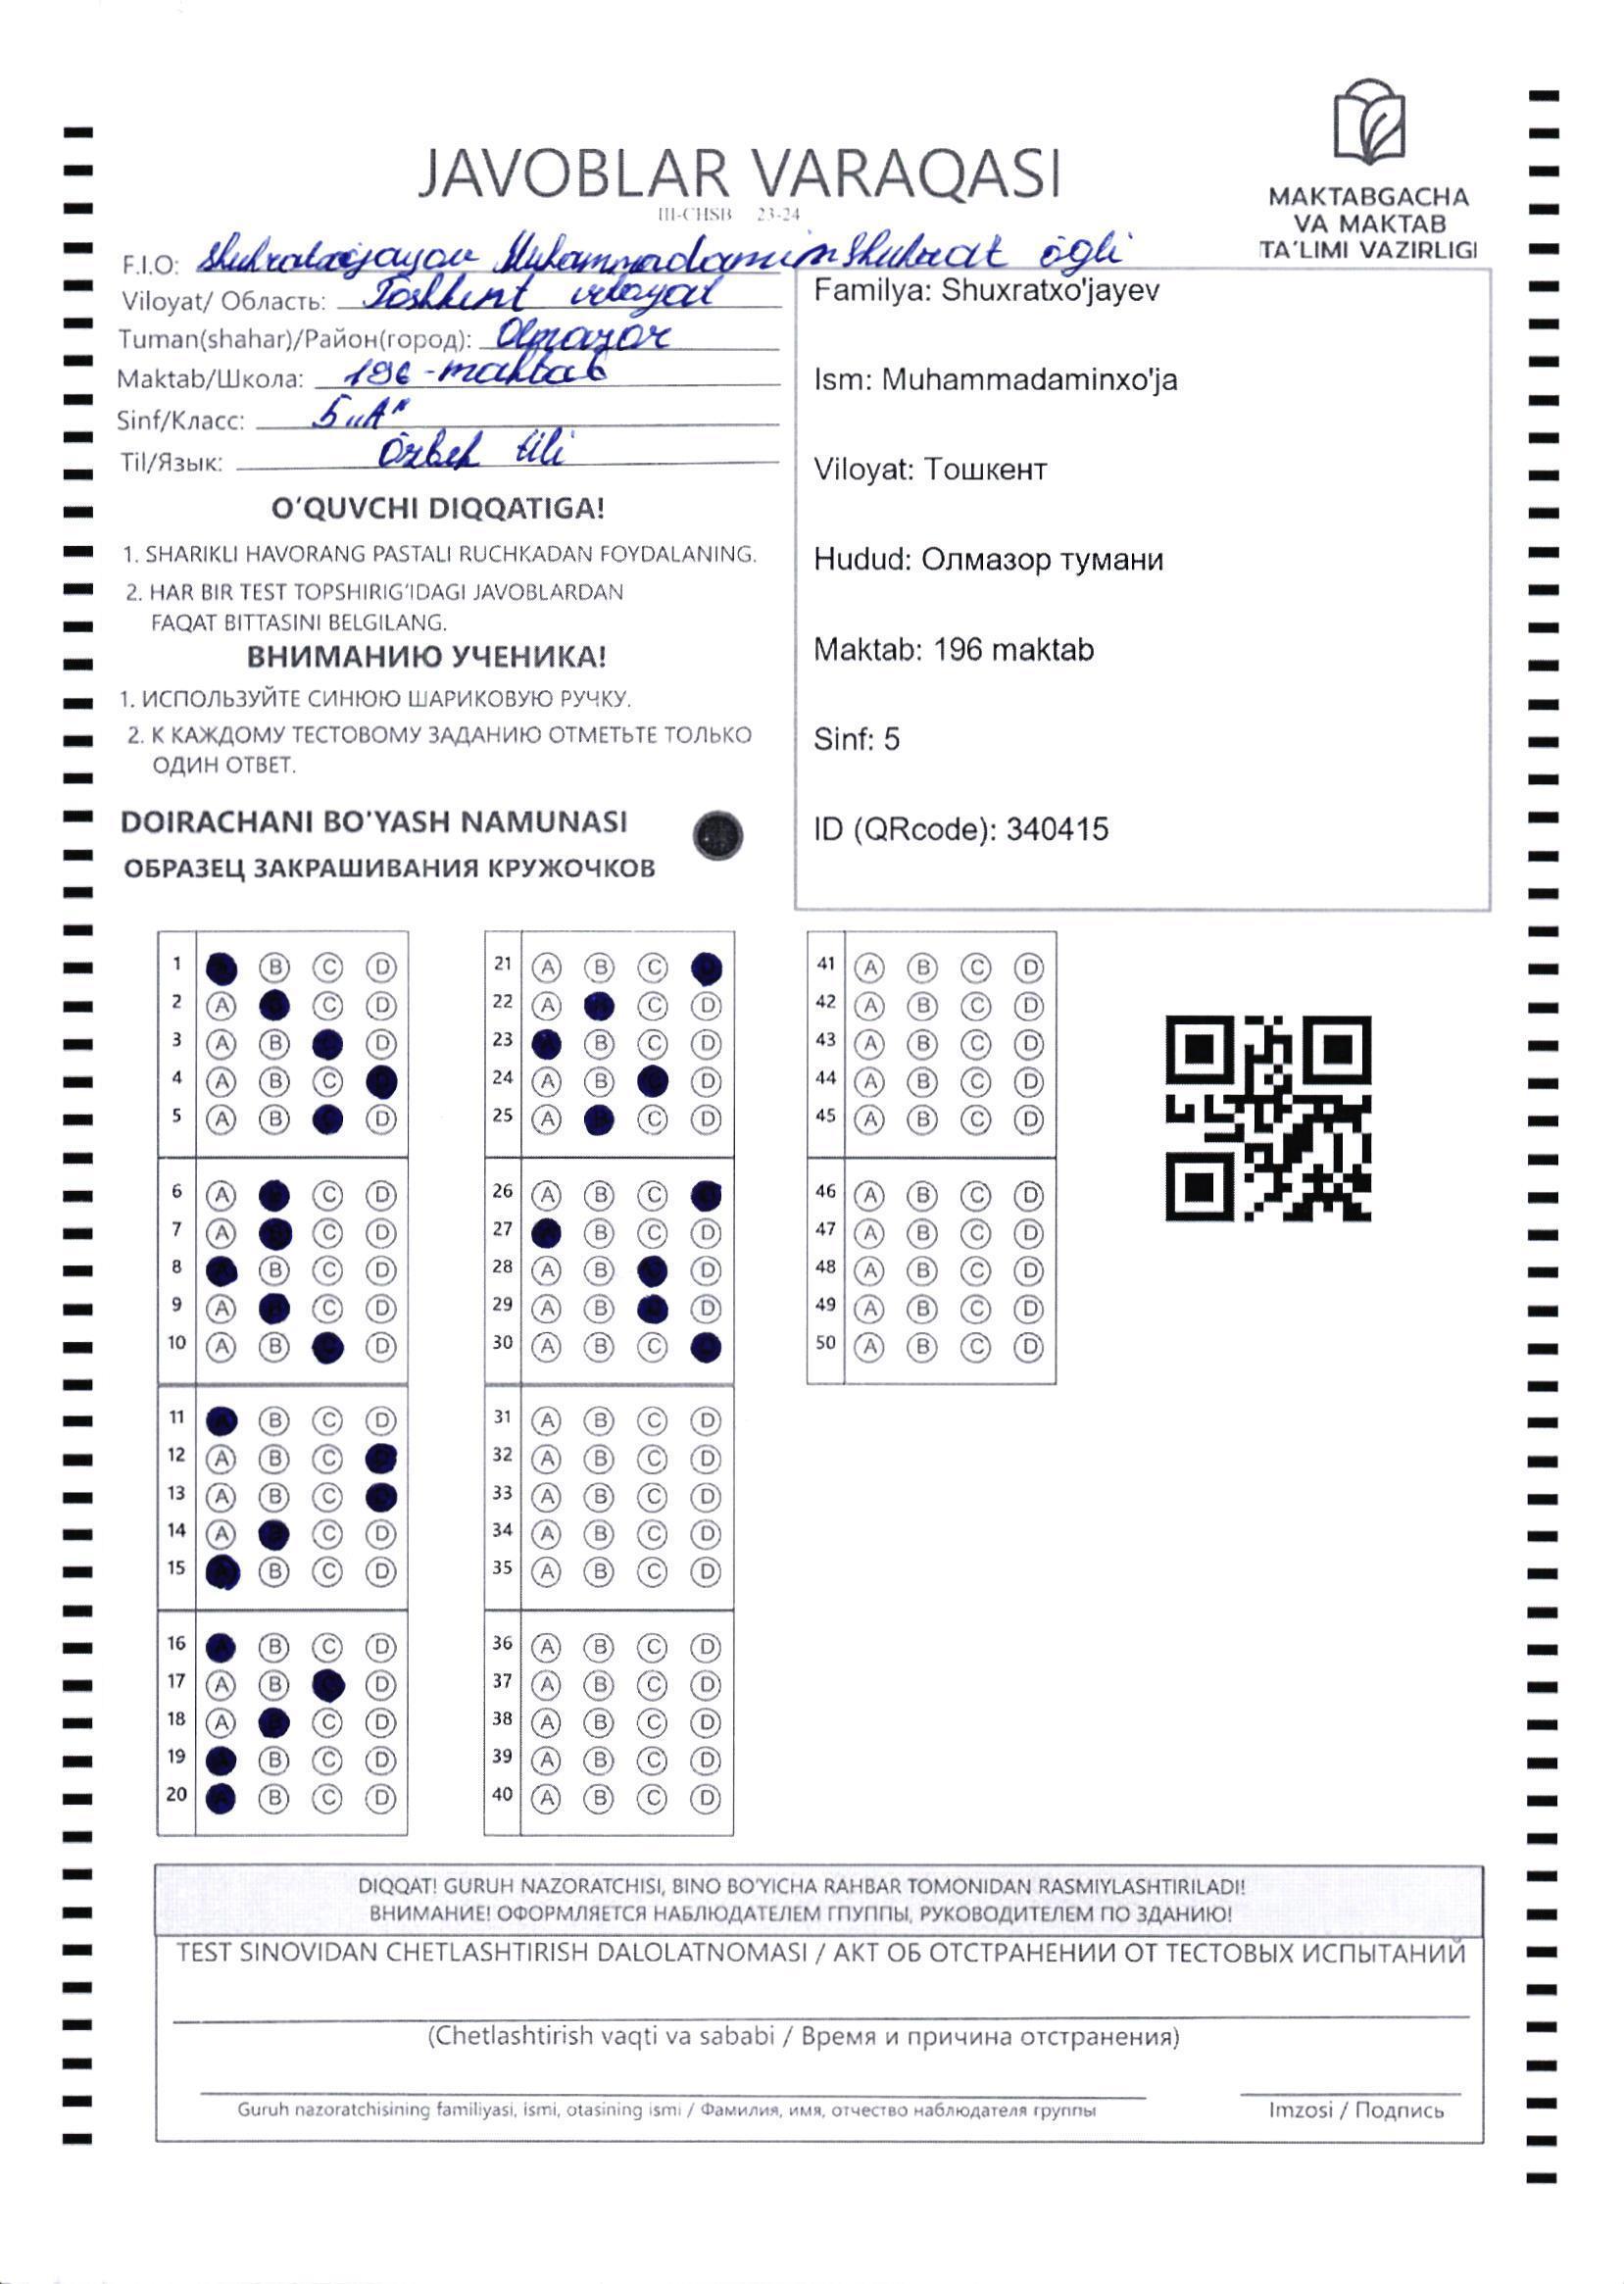 JAVOBLAR VARAQASI
III-CHSB 23-24
MAKTABGACHA
VA MAKTAB
TA'LIMI VAZIRLIGI
F.I.O: Muhammadamin Shuhrat ogli
Viloyat/ Область: Toshkent viloyat
Tuman(shahar)/Район(город): Olmazor
Maktab/Школа: 196-maktab
Sinf/Класс: 5 „A"
Til/Язык: Özbek tili
O‘QUVCHI DIQQATIGA!
1. SHARIKLI HAVORANG PASTALI RUCHKADAN FOYDALANING.
2. HAR BIR TEST TOPSHIRIG‘IDAGI JAVOBLARDAN
FAQAT BITTASINI BELGILANG.
ВНИМАНИЮ УЧЕНИКА!
1. ИСПОЛЬЗУЙТЕ СИНЮЮ ШАРИКОВУЮ РУЧКУ.
2. К КАЖДОМУ ТЕСТОВОМУ ЗАДАНИЮ ОТМЕТЬТЕ ТОЛЬКО
ОДИН ОТВЕТ.
DOIRACHANI BO'YASH NAMUNASI
ОБРАЗЕЦ ЗАКРАШИВАНИЯ КРУЖОЧКОВ
Familya: Shuxratxo'jayev
Ism: Muhammadaminxo'ja
Viloyat: Тошкент
Hudud: Олмазор тумани
Maktab: 196 maktab
Sinf: 5
ID (QRcode): 340415
1 B C D
2 A C D
3 A B D
4 A B C
5 A B D
6 A C D
7 A C D
8 B C D
9 A C D
10 A B D
11 B C D
12 A B C
13 A B C
14 A C D
15 B C D
16 B C D
17 A B D
18 A C D
19 B C D
20 B C D
21 A B C
22 A C D
23 B C D
24 A B D
25 A C D
26 A B C
27 B C D
28 A B D
29 A B D
30 A B C
31 A B C D
32 A B C D
33 A B C D
34 A B C D
35 A B C D
36 A B C D
37 A B C D
38 A B C D
39 A B C D
40 A B C D
41 A B C D
42 A B C D
43 A B C D
44 A B C D
45 A B C D
46 A B C D
47 A B C D
48 A B C D
49 A B C D
50 A B C D
DIQQAT! GURUH NAZORATCHISI, BINO BO‘YICHA RAHBAR TOMONIDAN RASMIYLASHTIRILADI!
ВНИМАНИЕ! ОФОРМЛЯЕТСЯ НАБЛЮДАТЕЛЕМ ГПУППЫ, РУКОВОДИТЕЛЕМ ПО ЗДАНИЮ!
TEST SINOVIDAN CHETLASHTIRISH DALOLATNOMASI / АКТ ОБ ОТСТРАНЕНИИ ОТ ТЕСТОВЫХ ИСПЫТАНИЙ
(Chetlashtirish vaqti va sababi / Время и причина отстранения)
Guruh nazoratchisining familiyasi, ismi, otasining ismi / Фамилия, имя, отчество наблюдателя группы
Imzosi / Подпись